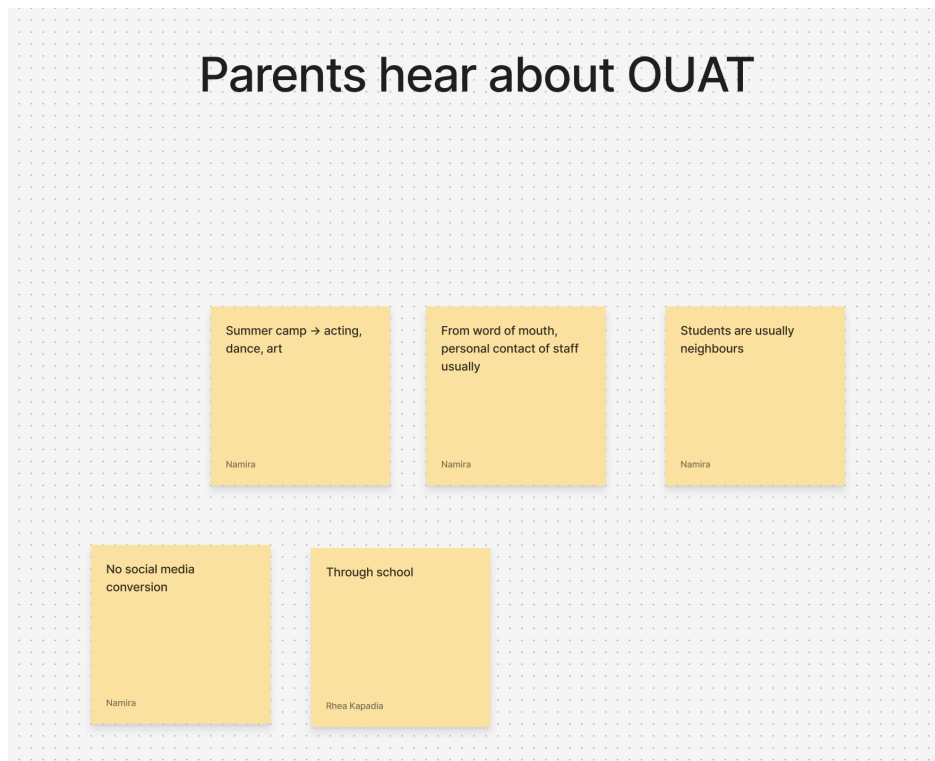 Parents hear about OUAT
Summer camp → acting,
dance, art
Namira
From word of mouth,
personal contact of staff
usually
Namira
Students are usually
neighbours
Namira
No social media
conversion
Namira
Through school
Rhea Kapadia